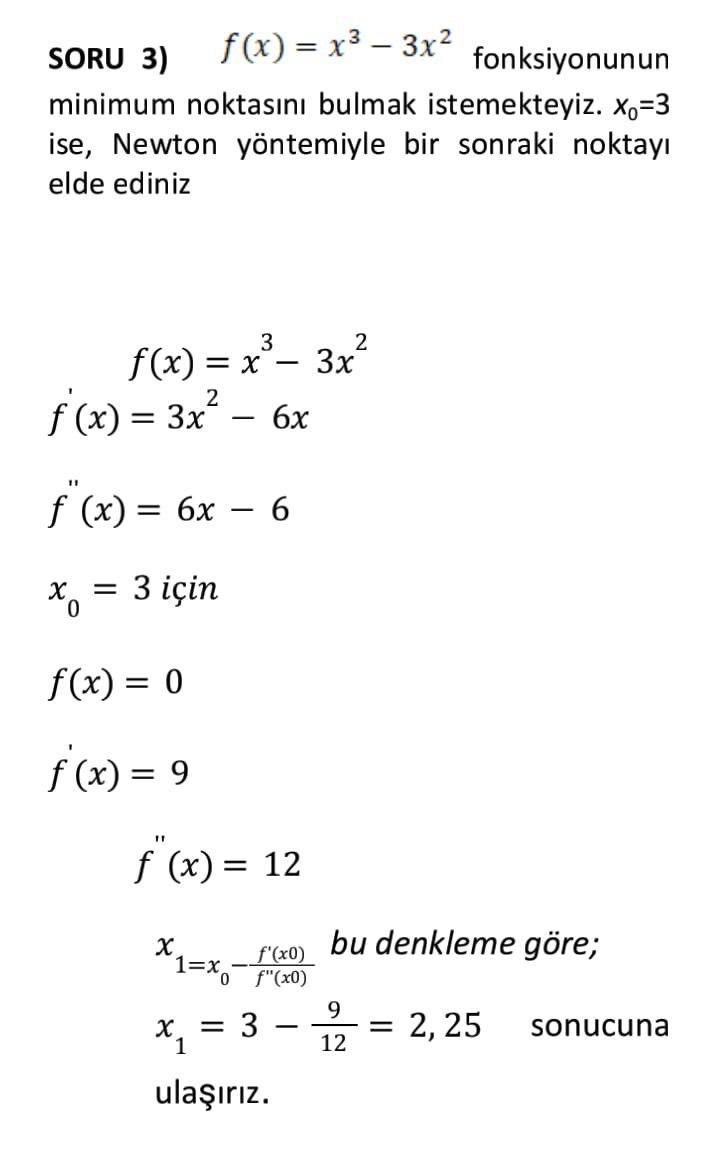 SORU 3) f(x) = x³ − 3x² fonksiyonunun
minimum noktasını bulmak istemekteyiz. x₀=3
ise, Newton yöntemiyle bir sonraki noktayı
elde ediniz
f(x) = x³ − 3x²
f'(x) = 3x² − 6x
f''(x) = 6x − 6
x₀ = 3 için
f(x) = 0
f'(x) = 9
f''(x) = 12
x₁₌ₓ₀ − f'(x0)/f''(x0) bu denkleme göre;
x₁ = 3 − 9/12 = 2,25 sonucuna
ulaşırız.